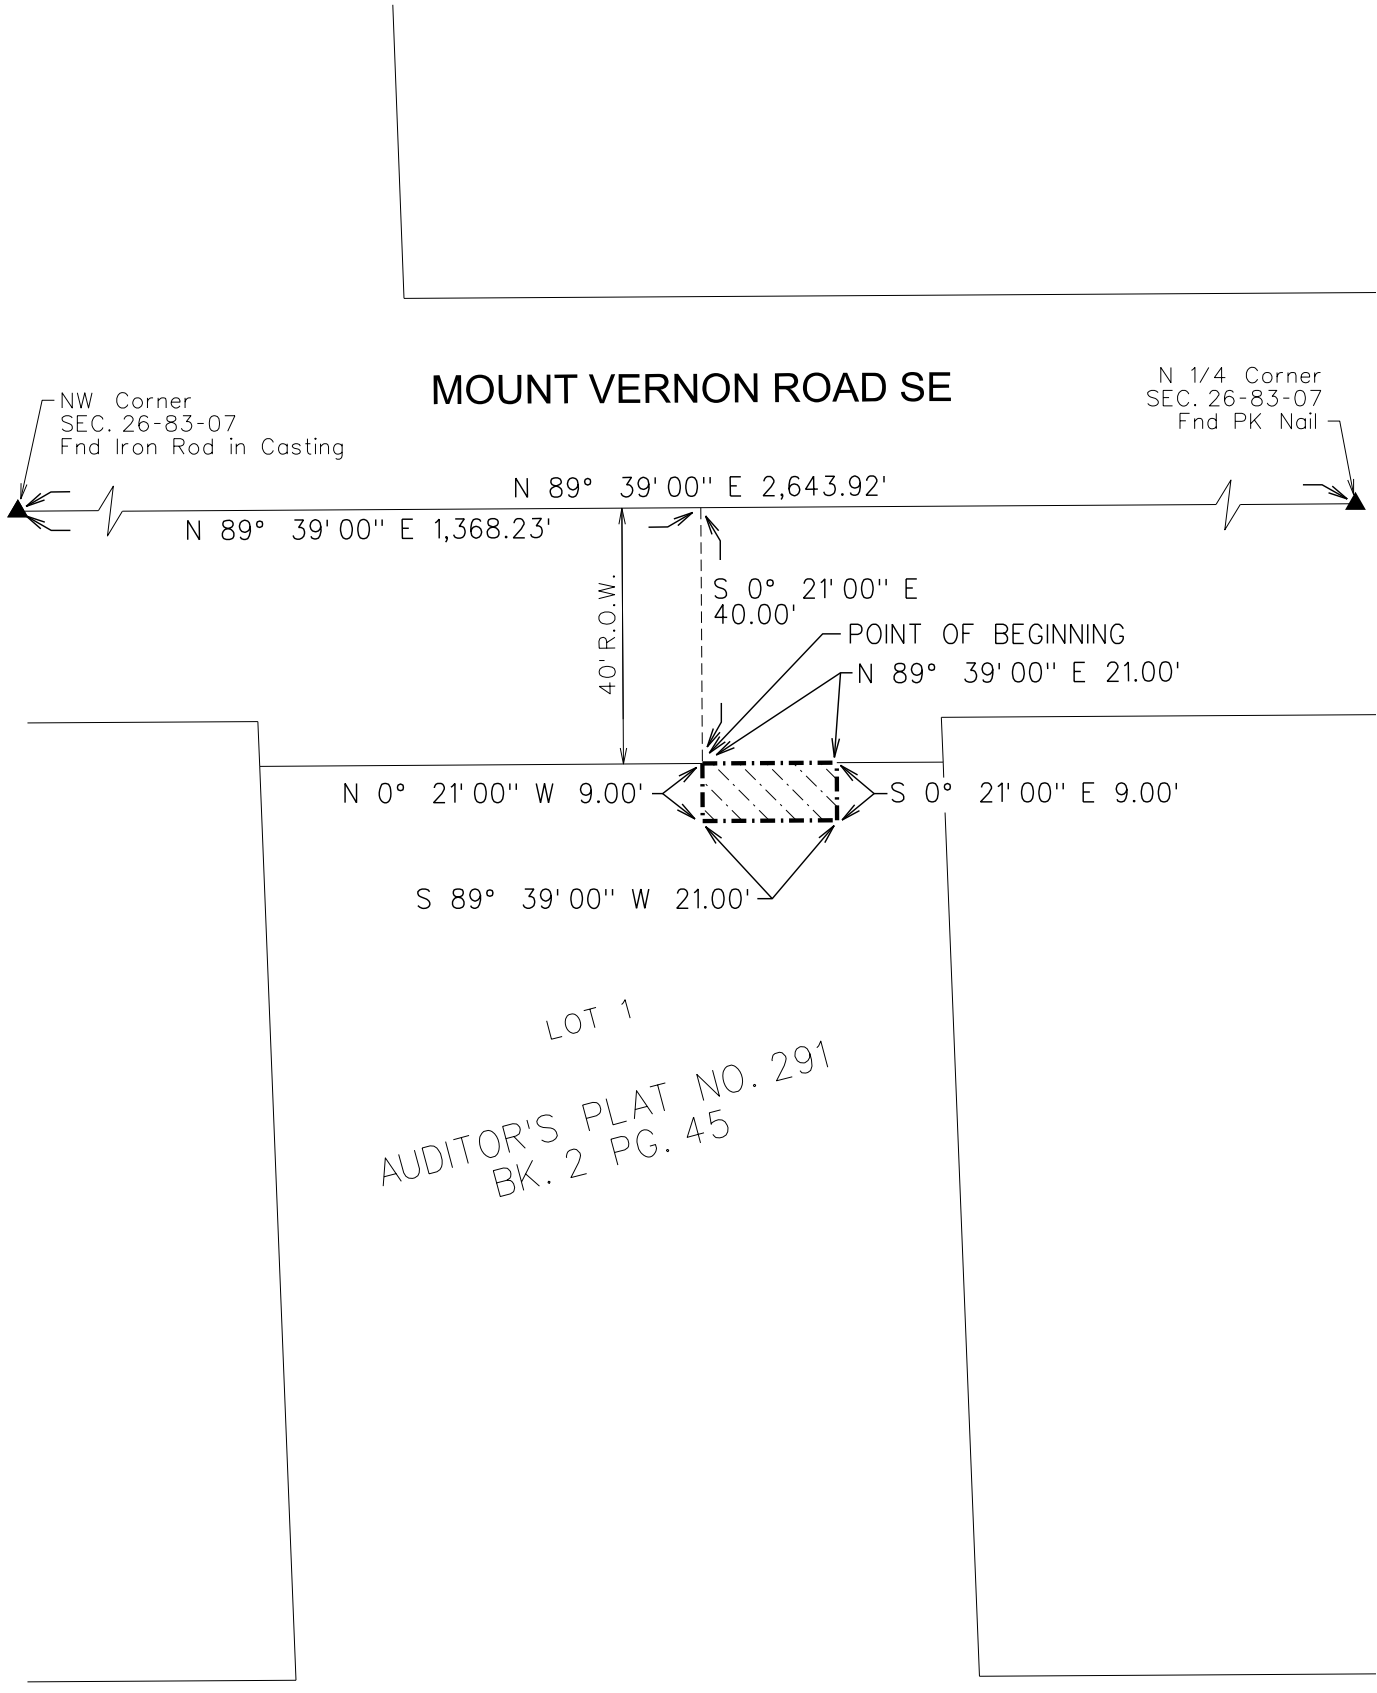 MOUNT VERNON ROAD SE
NW Corner
SEC. 26-83-07
Fnd Iron Rod in Casting
N 1/4 Corner
SEC. 26-83-07
Fnd PK Nail
N 89° 39' 00" E 2,643.92'
N 89° 39' 00" E 1,368.23'
40' R.O.W.
S 0° 21' 00" E
40.00'
POINT OF BEGINNING
N 89° 39' 00" E 21.00'
N 0° 21' 00" W 9.00'
S 0° 21' 00" E 9.00'
S 89° 39' 00" W 21.00'
LOT 1
AUDITOR'S PLAT NO. 291
BK. 2 PG. 45